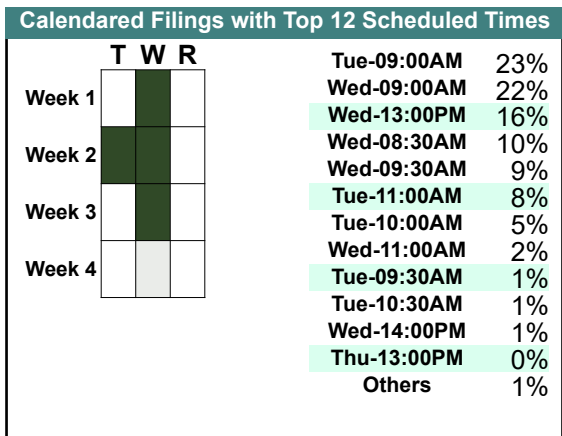 Calendared Filings with Top 12 Scheduled Times
T W R
Week 1
Week 2
Week 3
Week 4
Tue-09:00AM 23%
Wed-09:00AM 22%
Wed-13:00PM 16%
Wed-08:30AM 10%
Wed-09:30AM 9%
Tue-11:00AM 8%
Tue-10:00AM 5%
Wed-11:00AM 2%
Tue-09:30AM 1%
Tue-10:30AM 1%
Wed-14:00PM 1%
Thu-13:00PM 0%
Others 1%